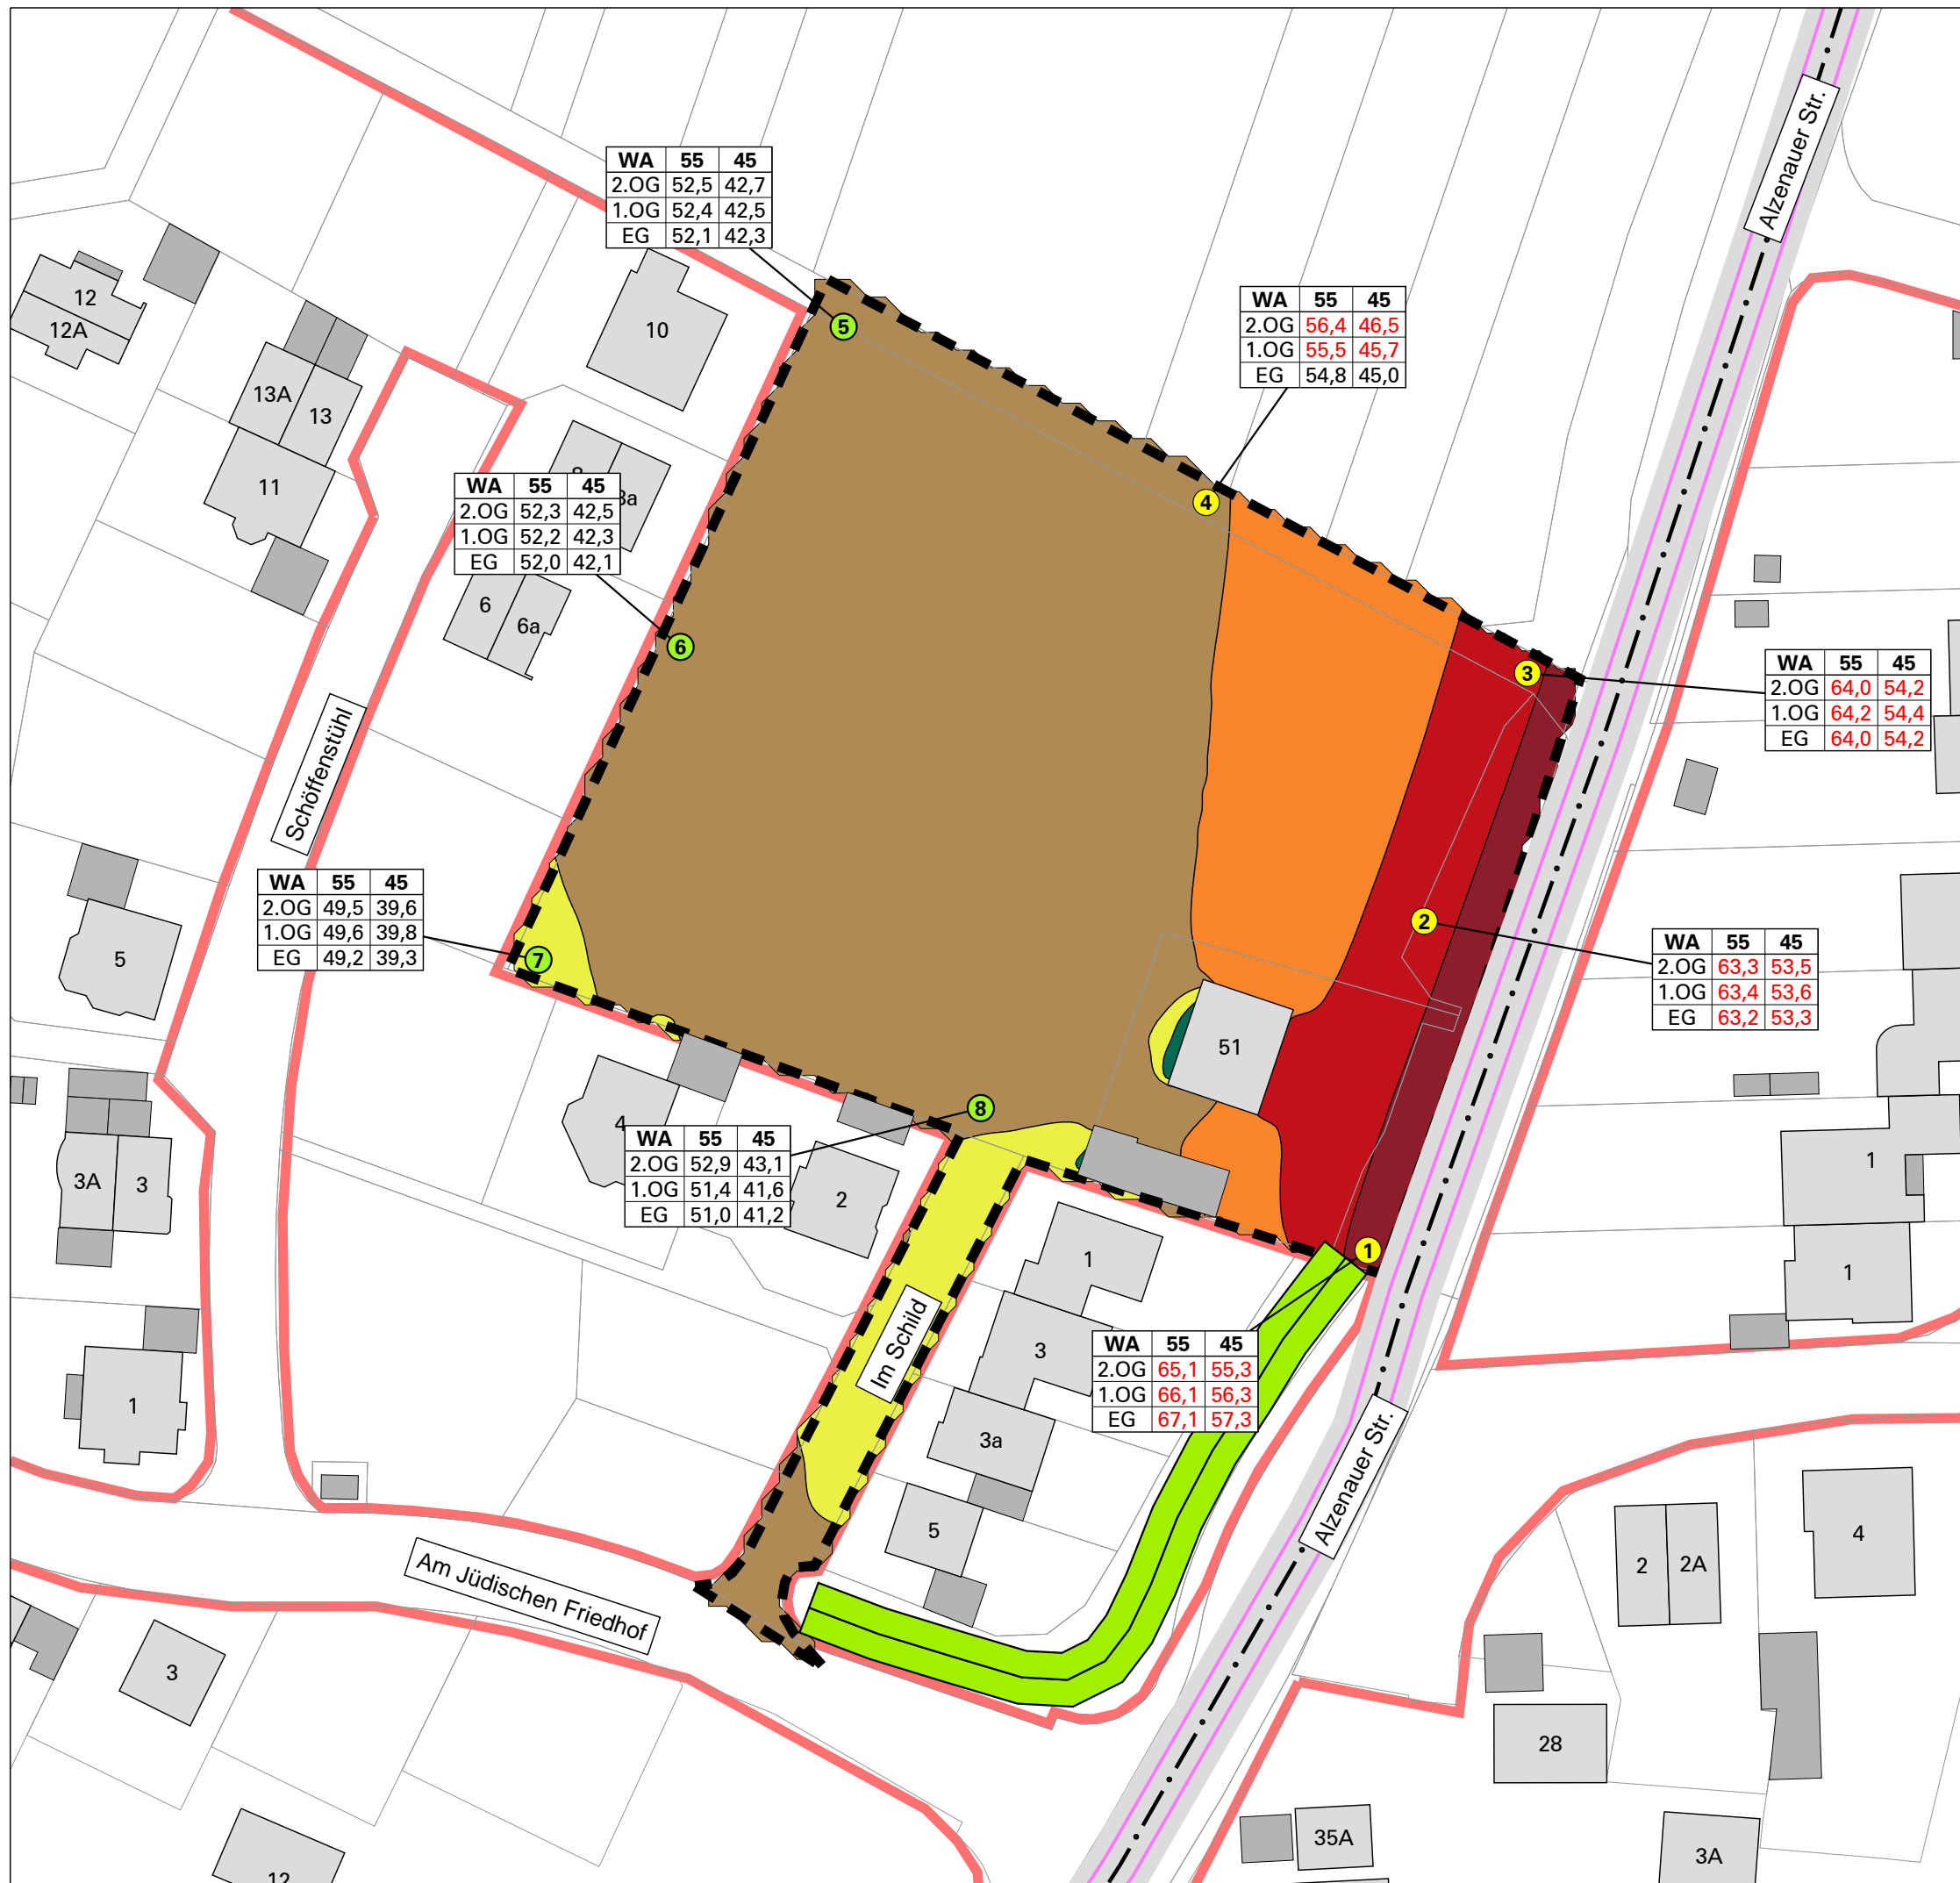 Alzenauer Str.
WA 55 45
2.OG 52,5 42,7
1.OG 52,4 42,5
EG 52,1 42,3
12
12A
10
5
WA 55 45
2.OG 56,4 46,5
1.OG 55,5 45,7
EG 54,8 45,0
13A
13
11
4
WA 55 45
2.OG 52,3 42,5
1.OG 52,2 42,3
EG 52,0 42,1
6
6a
6
3
WA 55 45
2.OG 64,0 54,2
1.OG 64,2 54,4
EG 64,0 54,2
Schöffenstühl
WA 55 45
2.OG 49,5 39,6
1.OG 49,6 39,8
EG 49,2 39,3
7
5
2
WA 55 45
2.OG 63,3 53,5
1.OG 63,4 53,6
EG 63,2 53,3
51
8
4
WA 55 45
2.OG 52,9 43,1
1.OG 51,4 41,6
EG 51,0 41,2
2
3A
3
1
1
1
1
Im Schild
3
WA 55 45
2.OG 65,1 55,3
1.OG 66,1 56,3
EG 67,1 57,3
1
3a
5
Alzenauer Str.
Am Jüdischen Friedhof
2
2A
4
3
28
35A
3A
12